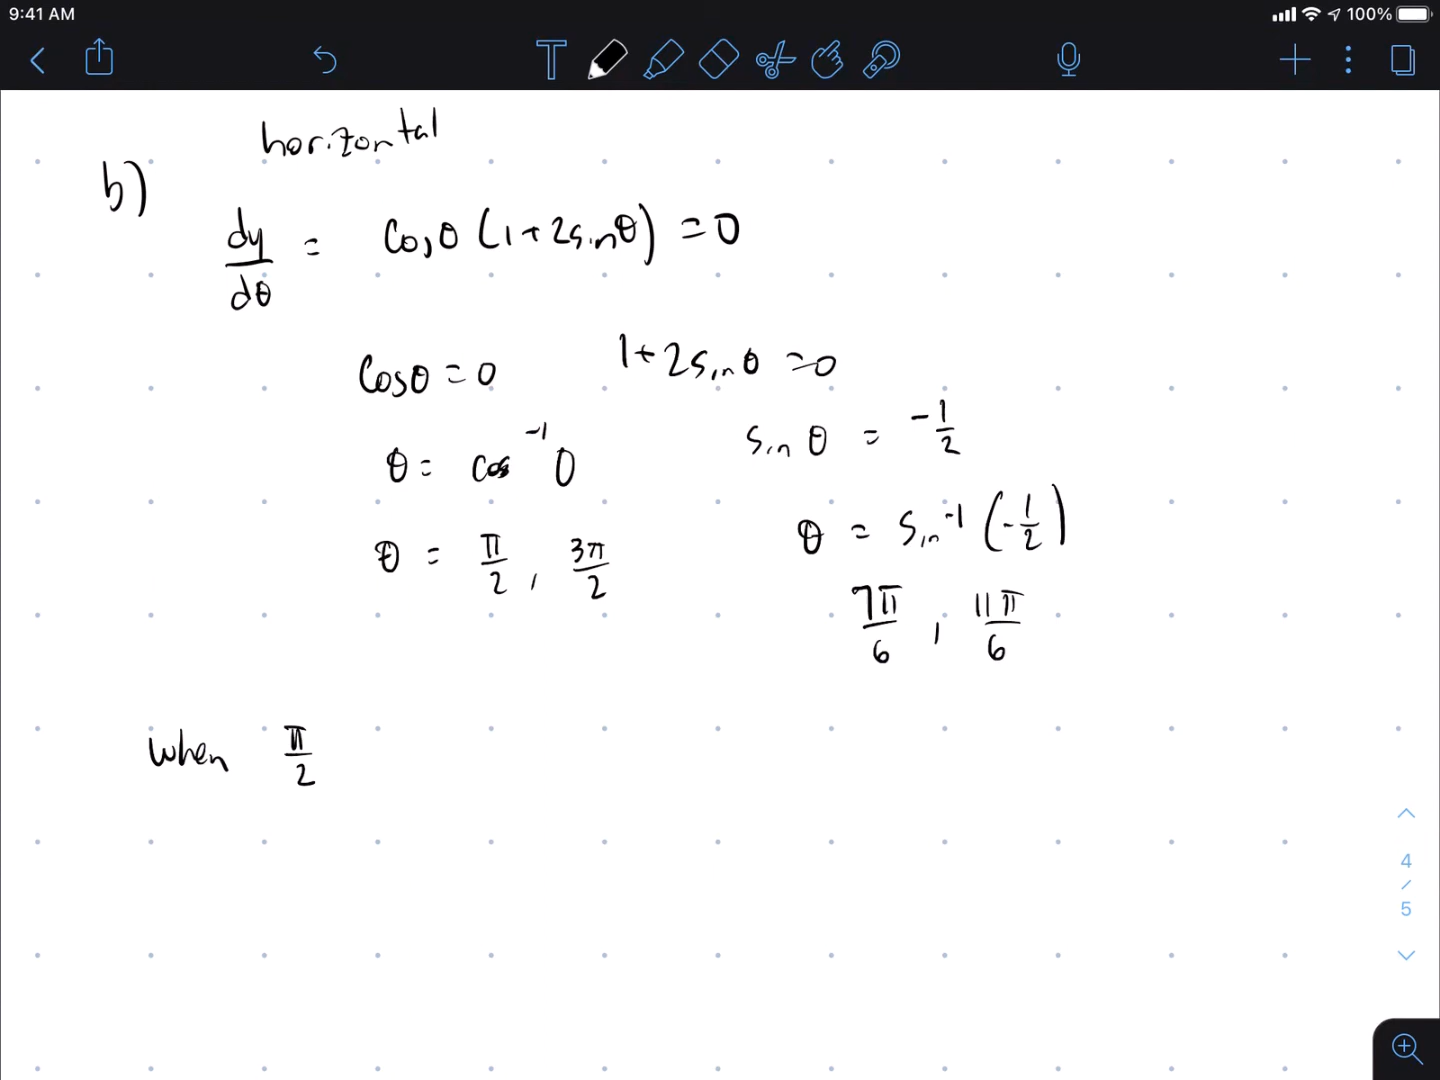 9:41 AM 100%
T
horizontal
b)
dy/dθ = cosθ (1+2sinθ) = 0
cosθ = 0 1+2sinθ = 0
θ = cos⁻¹ 0 sin θ = -1/2
θ = π/2, 3π/2 θ = sin⁻¹ (-1/2)
7π/6, 11π/6
when π/2
4
/
5